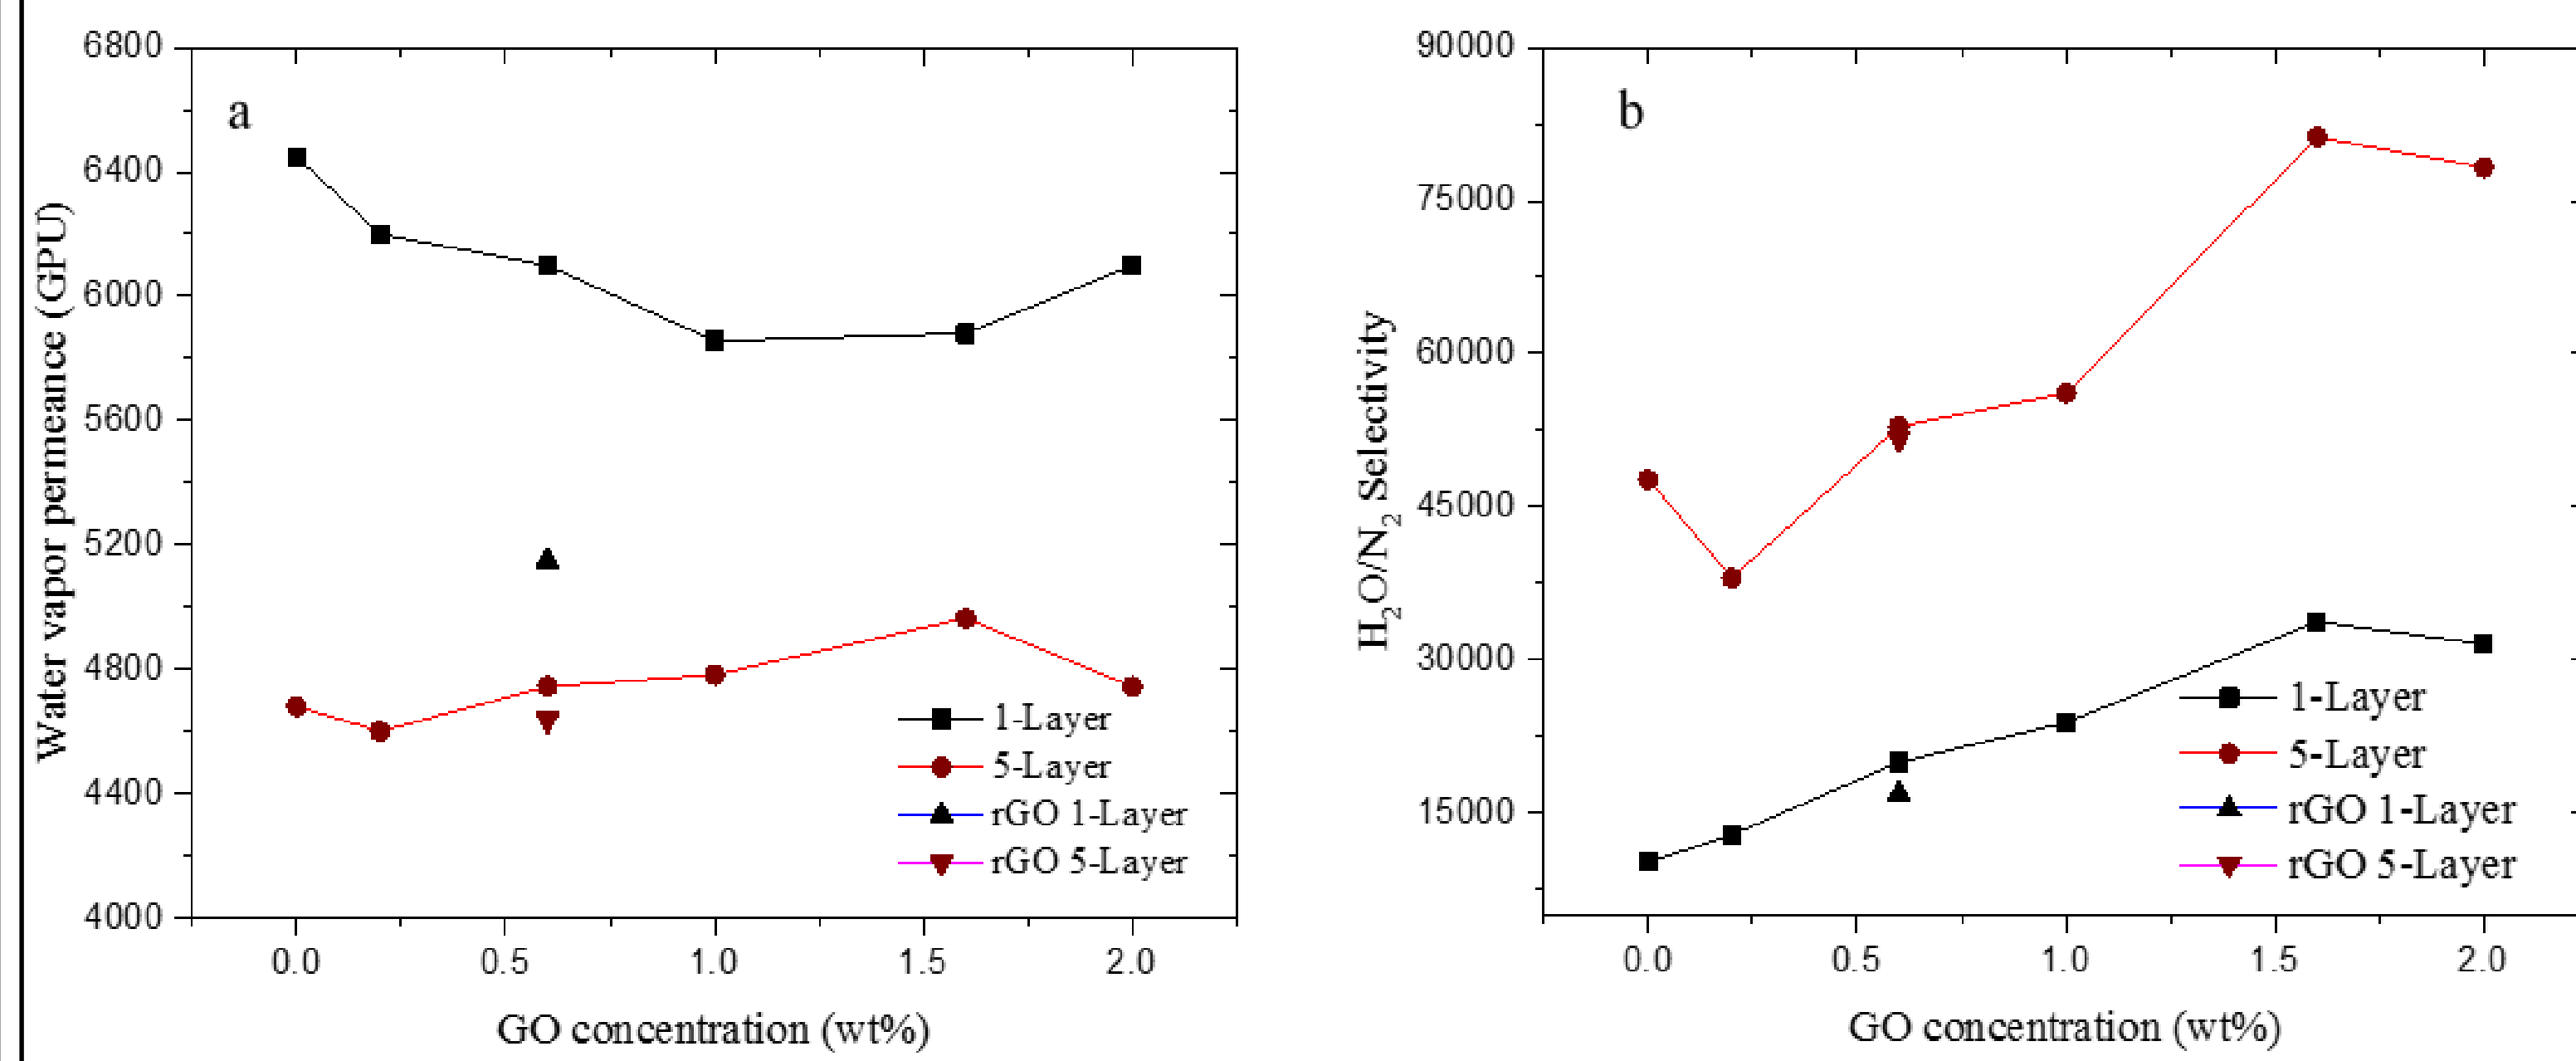 a
Water vapor permeance (GPU)
6800
6400
6000
5600
5200
4800
4400
4000
0.0 0.5 1.0 1.5 2.0
GO concentration (wt%)
1-Layer
5-Layer
rGO 1-Layer
rGO 5-Layer
b
H₂O/N₂ Selectivity
90000
75000
60000
45000
30000
15000
0.0 0.5 1.0 1.5 2.0
GO concentration (wt%)
1-Layer
5-Layer
rGO 1-Layer
rGO 5-Layer